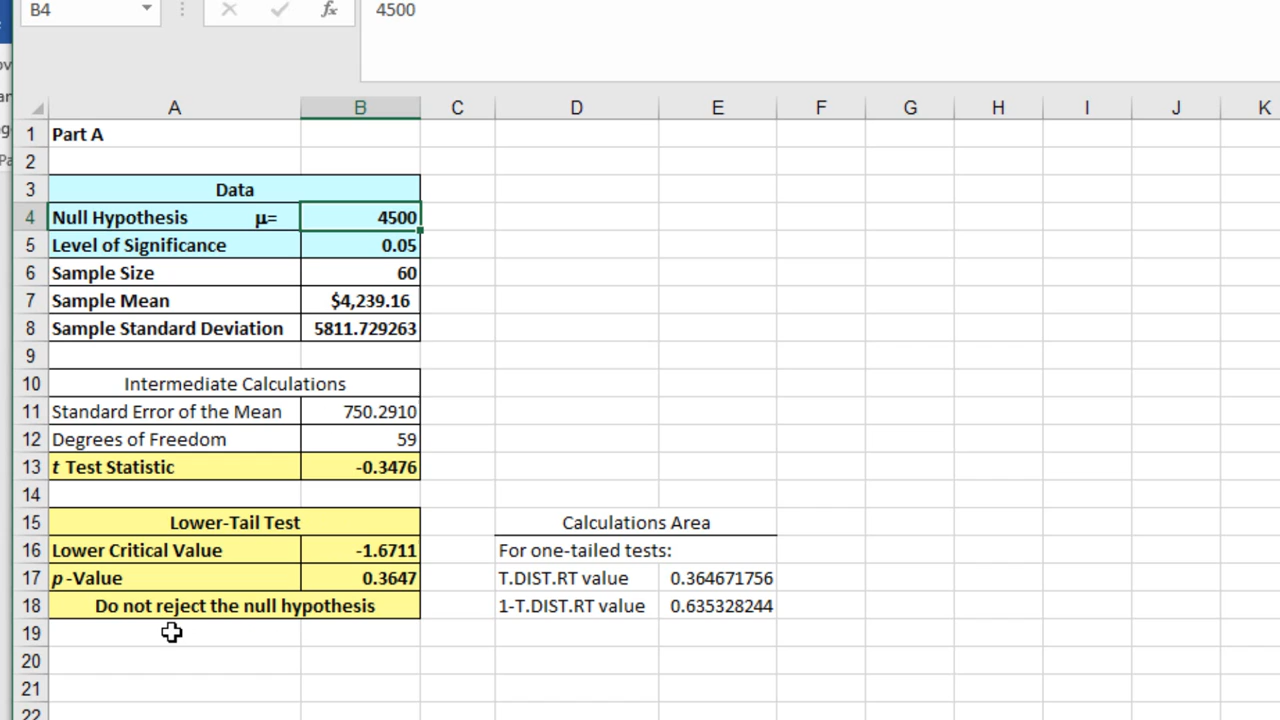 B4 fx 4500
ov
an
g
Pa
A B C D E F G H I J K
1 Part A
2
3 Data
4 Null Hypothesis μ= 4500
5 Level of Significance 0.05
6 Sample Size 60
7 Sample Mean $4,239.16
8 Sample Standard Deviation 5811.729263
9
10 Intermediate Calculations
11 Standard Error of the Mean 750.2910
12 Degrees of Freedom 59
13 t Test Statistic -0.3476
14
15 Lower-Tail Test Calculations Area
16 Lower Critical Value -1.6711 For one-tailed tests:
17 p -Value 0.3647 T.DIST.RT value 0.364671756
18 Do not reject the null hypothesis 1-T.DIST.RT value 0.635328244
19
20
21
22